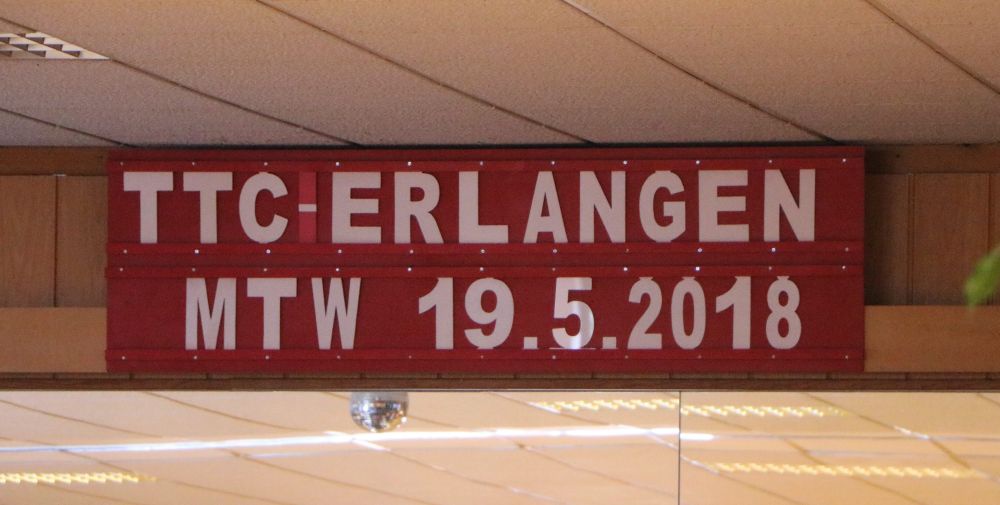 TTC-ERLANGEN
MTW 19.5.2018